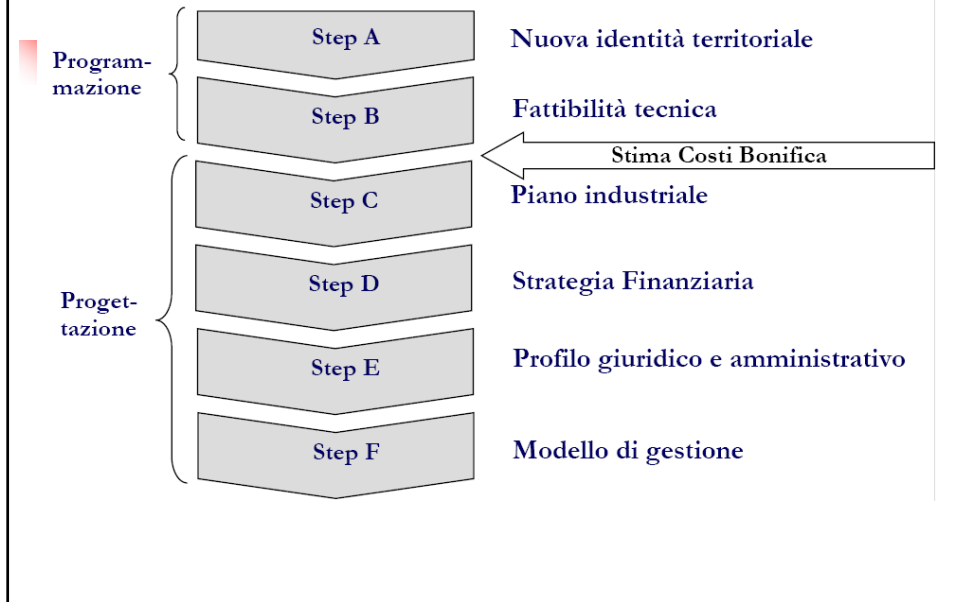 Step A
Nuova identità territoriale
Program-
mazione
Step B
Fattibilità tecnica
Stima Costi Bonifica
Step C
Piano industriale
Step D
Strategia Finanziaria
Proget-
tazione
Step E
Profilo giuridico e amministrativo
Step F
Modello di gestione